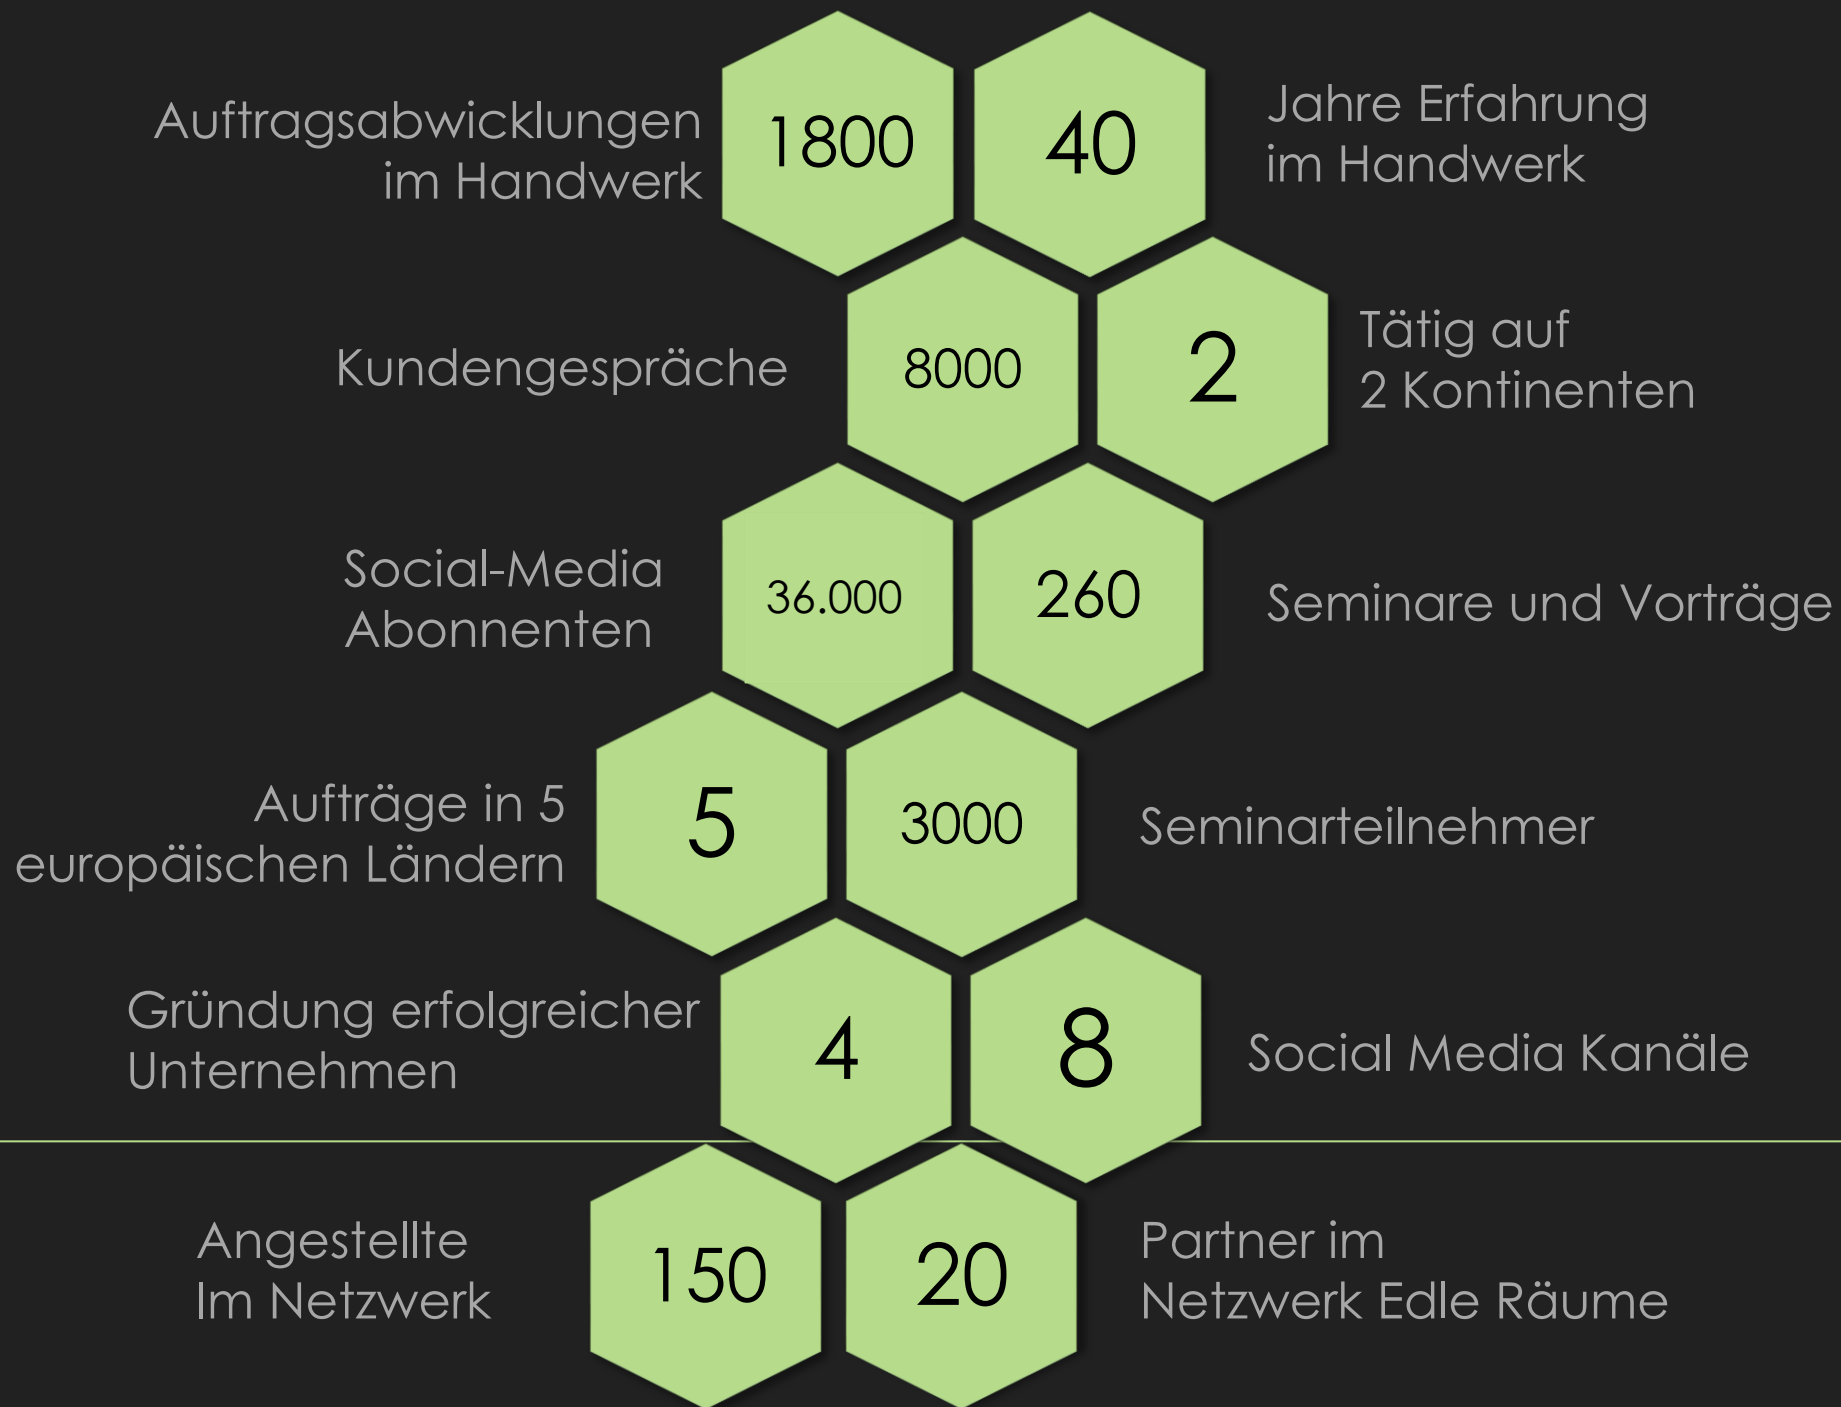 Auftragsabwicklungen
im Handwerk
1800
40
Jahre Erfahrung
im Handwerk
Kundengespräche
8000
2
Tätig auf
2 Kontinenten
Social-Media
Abonnenten
36.000
260
Seminare und Vorträge
Aufträge in 5
europäischen Ländern
5
3000
Seminarteilnehmer
Gründung erfolgreicher
Unternehmen
4
8
Social Media Kanäle
Angestellte
Im Netzwerk
150
20
Partner im
Netzwerk Edle Räume